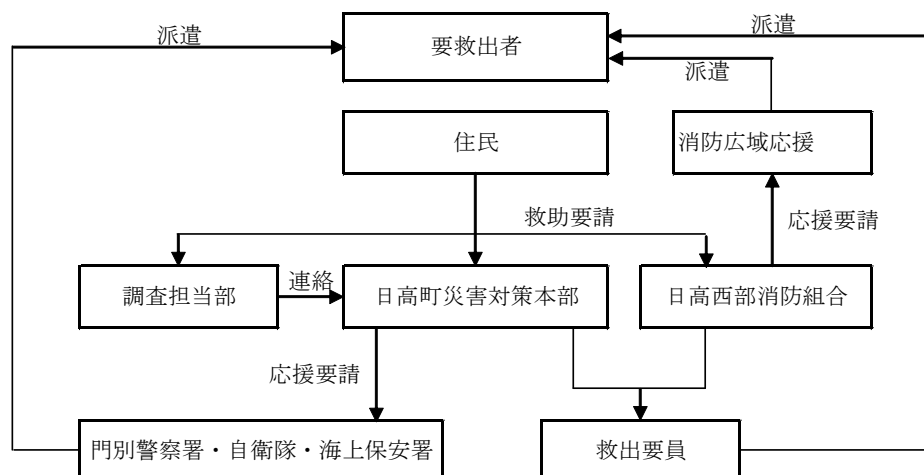 派遣
要救出者
派遣
派遣
住民
消防広域応援
救助要請
応援要請
調査担当部
連絡
日高町災害対策本部
日高西部消防組合
応援要請
門別警察署・自衛隊・海上保安署
救出要員